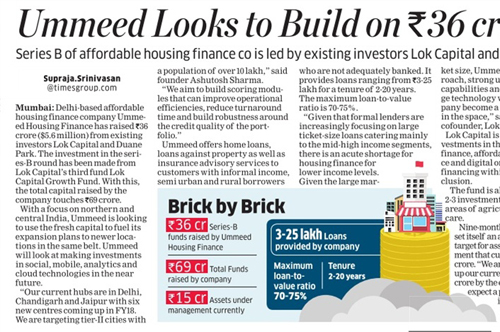 Ummeed Looks to Build on ₹36 cr
Series B of affordable housing finance co is led by existing investors Lok Capital and
Supraja.Srinivasan
@timesgroup.com
Mumbai: Delhi-based affordable
housing finance company Umme-
ed Housing Finance has raised ₹36
crore ($5.6 million) from existing
investors Lok Capital and Duane
Park. The investment in the seri-
es-B round has been made from
Lok Capital's third fund Lok
Capital Growth Fund. With this,
the total capital raised by the
company touches ₹69 crore.
With a focus on northern and
central India, Ummeed is looking
to use the fresh capital to fuel its
expansion plans to newer loca-
tions in the same belt. Ummeed
will look at making investments
in social, mobile, analytics and
cloud technologies in the near
future.
"Our current hubs are in Delhi,
Chandigarh and Jaipur with six
new centres coming up in FY18.
We are targeting tier-II cities with
a population of over 10 lakh," said
founder Ashutosh Sharma.
"We aim to build scoring modu-
les that can improve operational
efficiencies, reduce turnaround
time and build robustness around
the credit quality of the port-
folio."
Ummeed offers home loans,
loans against property as well as
insurance advisory services to
customers with informal income,
semi urban and rural borrowers
who are not adequately banked. It
provides loans ranging from ₹3-25
lakh for a tenure of 2-20 years.
The maximum loan-to-value
ratio is 70-75%.
"Given that formal lenders are
increasingly focusing on large
ticket-size loans catering mainly
to the mid-high income segments,
there is an acute shortage for
housing finance for lower
income levels.
Given the large mar-
ket size, Umme
roach, strong u
capabilities an
ge technology
pany become a
in the space,"
cofounder, Lok
Lok Capital is
vestments in t
finance, afford
ce and digital o
financing with
clusion.
The fund is a
2-3 investment
areas of agric
care.
Nine-mont
set itself an a
target for ass
ment that cu
crore. "We a
up our curre
crore by the e
expect a p
Brick by Brick
₹36 cr Series-B
funds raised by Ummeed
Housing Finance
₹69 cr Total Funds
raised by company
₹15 cr Assets under
management currently
3-25 lakh Loans
provided by company
Maximum
loan-to-
value ratio
70-75%
Tenure
2-20 years